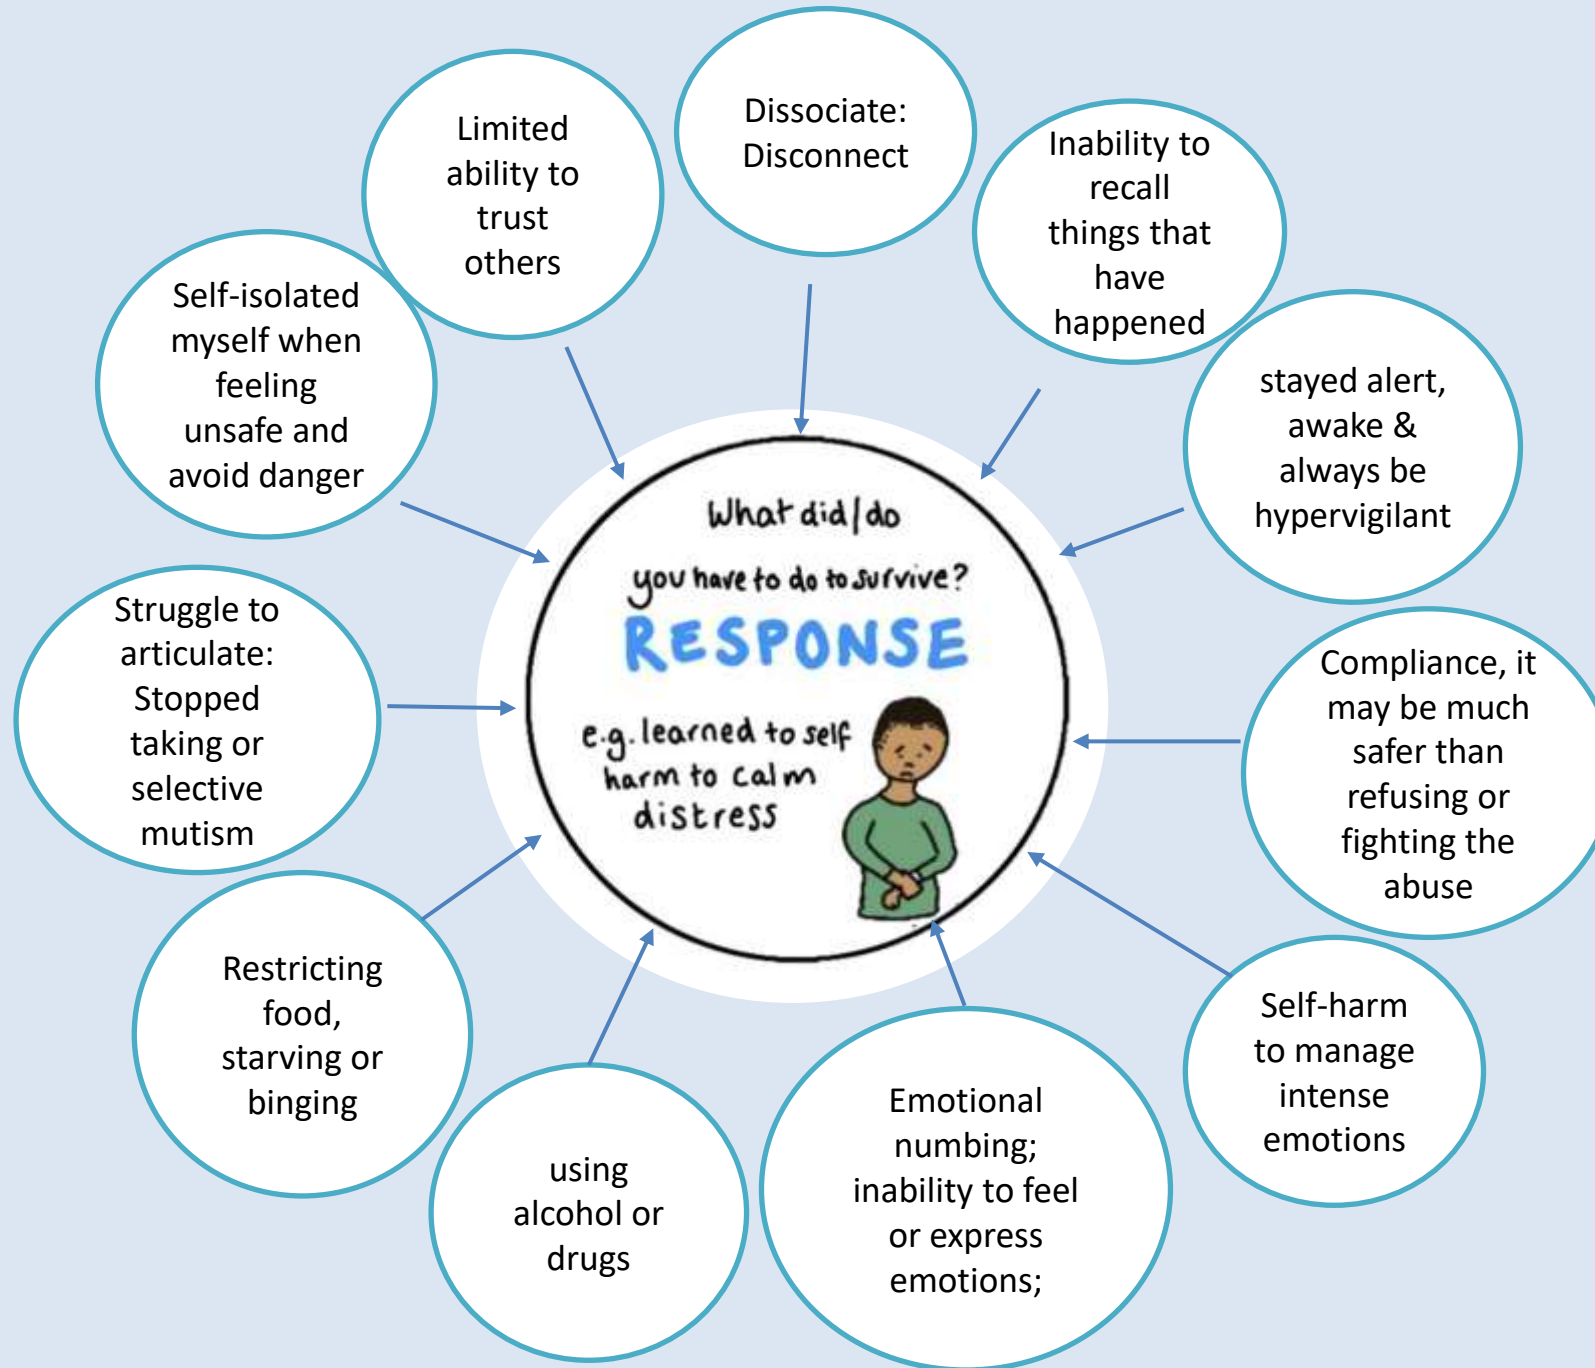 Dissociate:
Disconnect
Inability to
recall
things that
have
happened
stayed alert,
awake &
always be
hypervigilant
Compliance, it
may be much
safer than
refusing or
fighting the
abuse
Self-harm
to manage
intense
emotions
Emotional
numbing;
inability to feel
or express
emotions;
using
alcohol or
drugs
Restricting
food,
starving or
binging
Struggle to
articulate:
Stopped
taking or
selective
mutism
Self-isolated
myself when
feeling
unsafe and
avoid danger
Limited
ability to
trust
others
What did/do
you have to do to survive?
RESPONSE
e.g. learned to self
harm to calm
distress